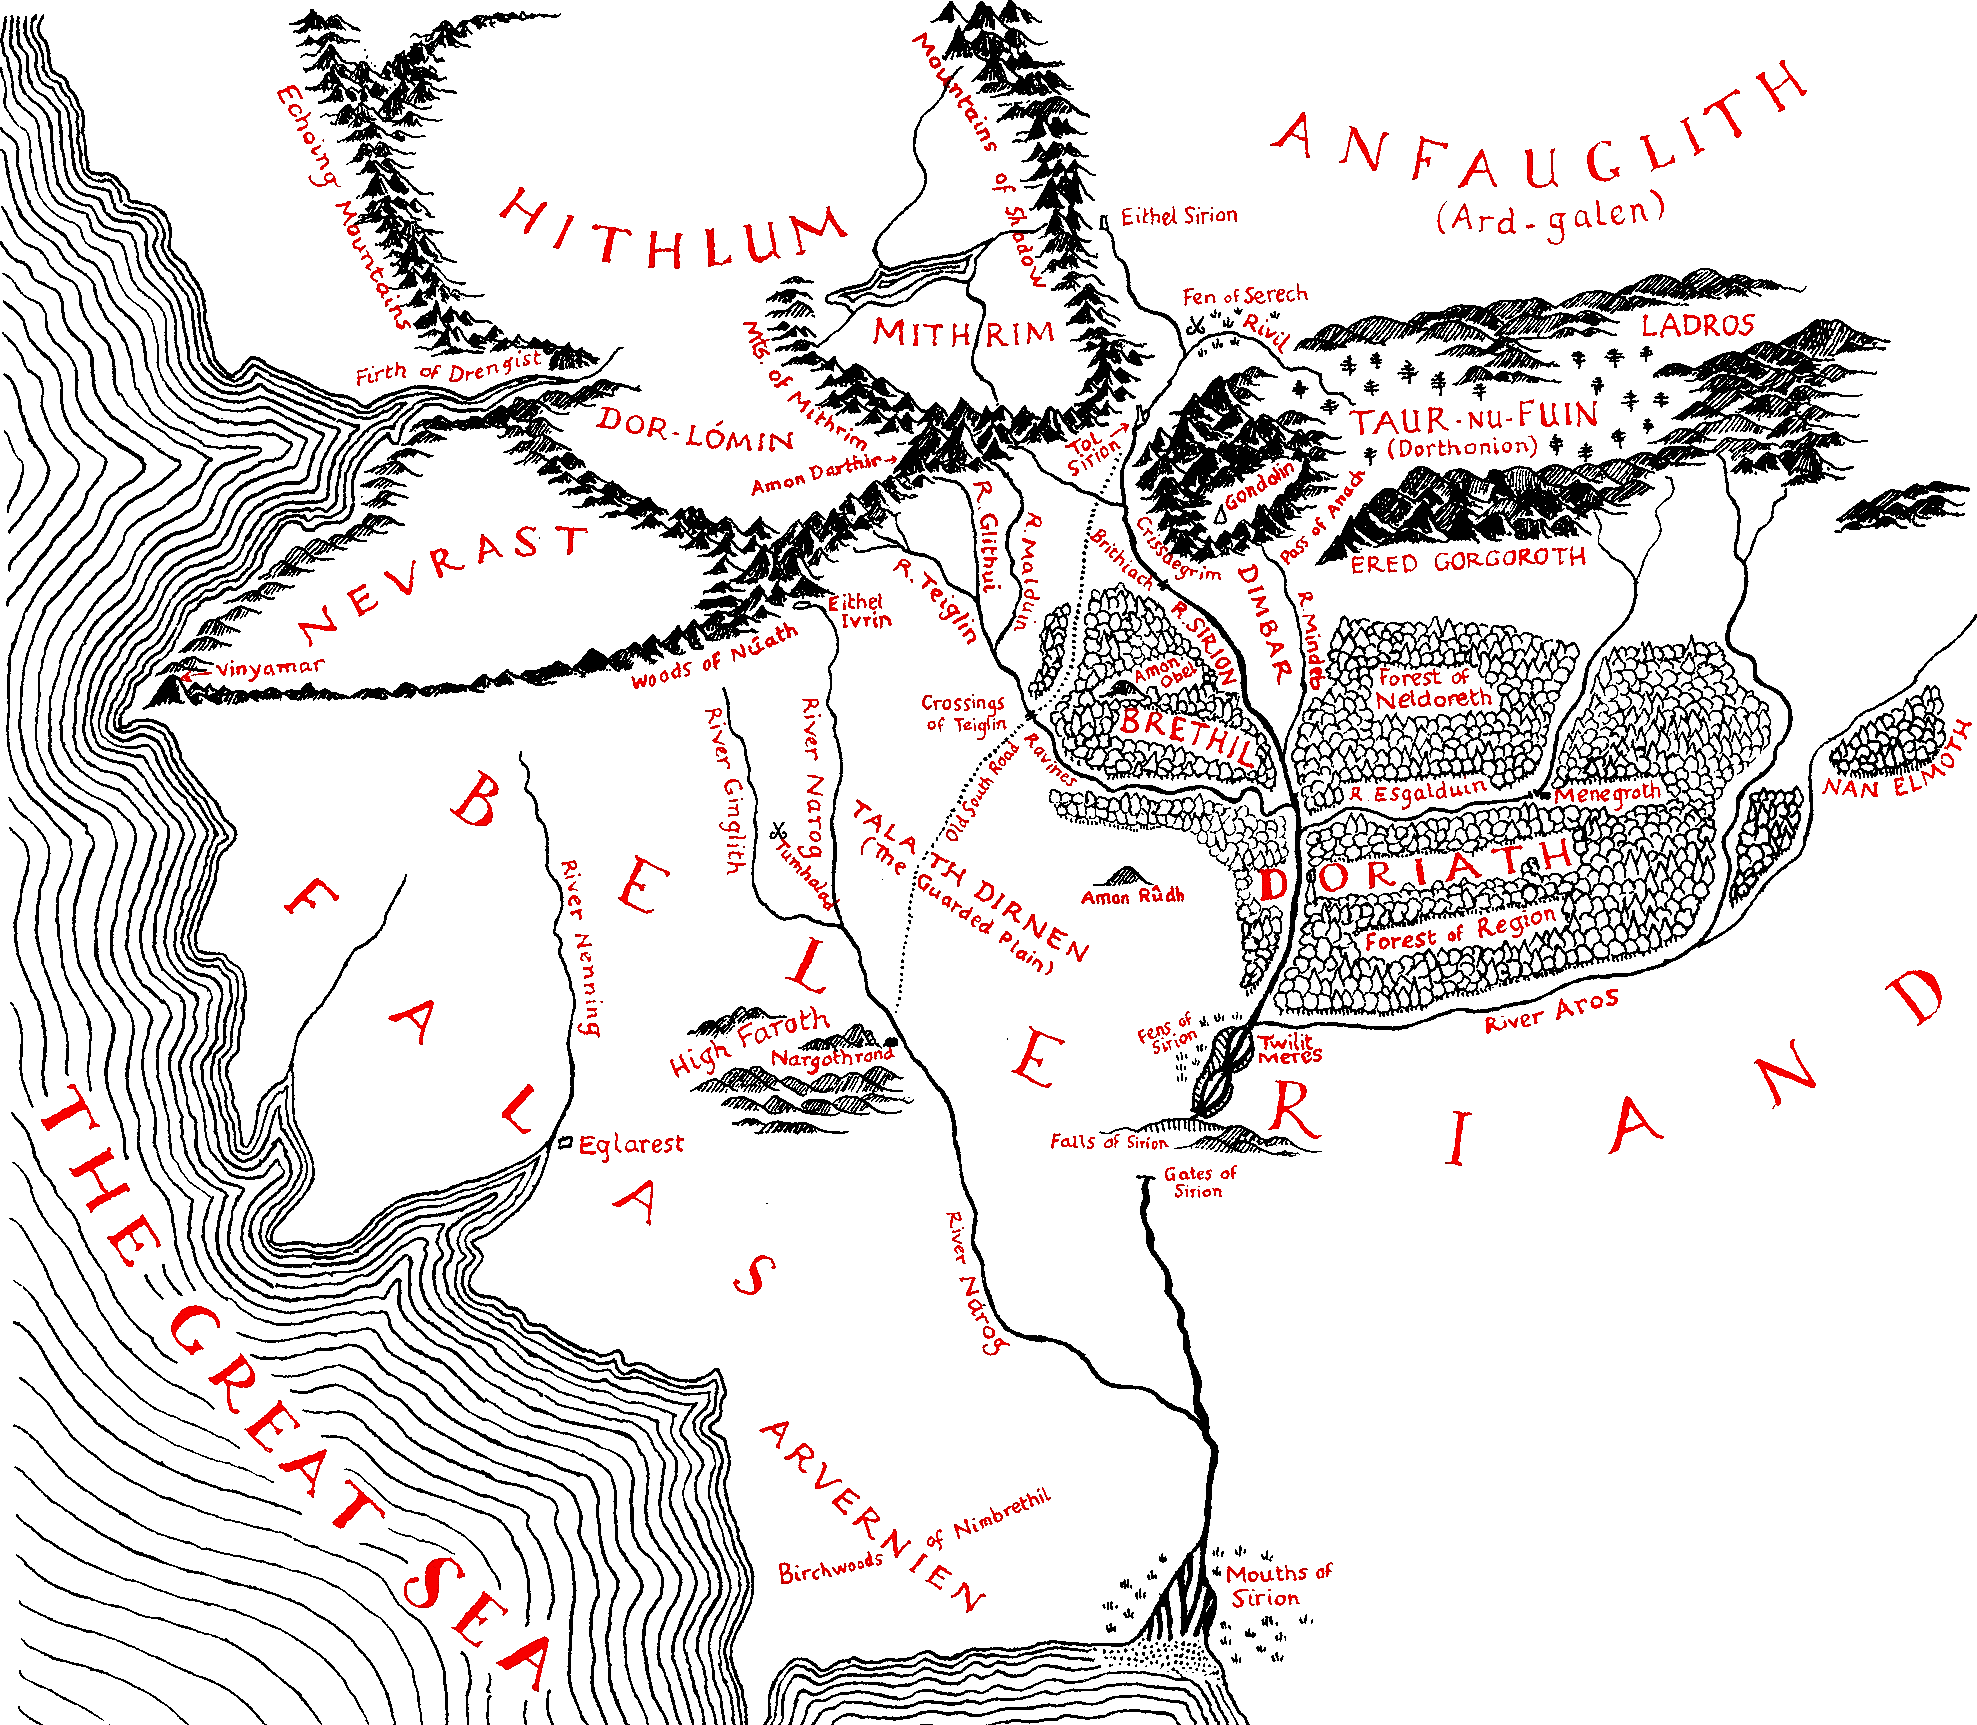 Echoing Mountains
HITHLUM
Mountains of Shadow
ANFAUGLITH
(Ard-galen)
Eithel Sirion
Fen of Serech
Rivil
LADROS
MITHRIM
Mts. of Mithrim
Firth of Drengist
DOR-LÓMIN
Amon Darthir
TOL
SIRION
TAUR-NU-FUIN
(Dorthonion)
Gondolin
Pass of Anach
Crissaegrim
ERED GORGOROTH
NEVRAST
R. Glithui
R. Malduin
Brithiach
R. Teiglin
DIMBAR
R. Mindeb
R. SIRION
Eithel
Ivrin
Vinyamar
Woods of Núath
Amon
Obel
BRETHIL
Forest of
Neldoreth
Crossings
of Teiglin
Ravines
Old South Road
R. Esgalduin
Menegroth
NAN ELMOTH
River Ginglith
River Narog
Tumhalad
TALATH DIRNEN
(The Guarded Plain)
Amon Rûdh
DORIATH
Forest of Region
River Aros
BELERIAND
FALAS
River Nenning
High Faroth
Nargothrond
Fens of
Sirion
Twilit
Meres
Falls of Sirion
Gates of
Sirion
Eglarest
River Narog
THE GREAT SEA
ARVERNIEN
Birchwoods of Nimbrethil
Mouths of
Sirion